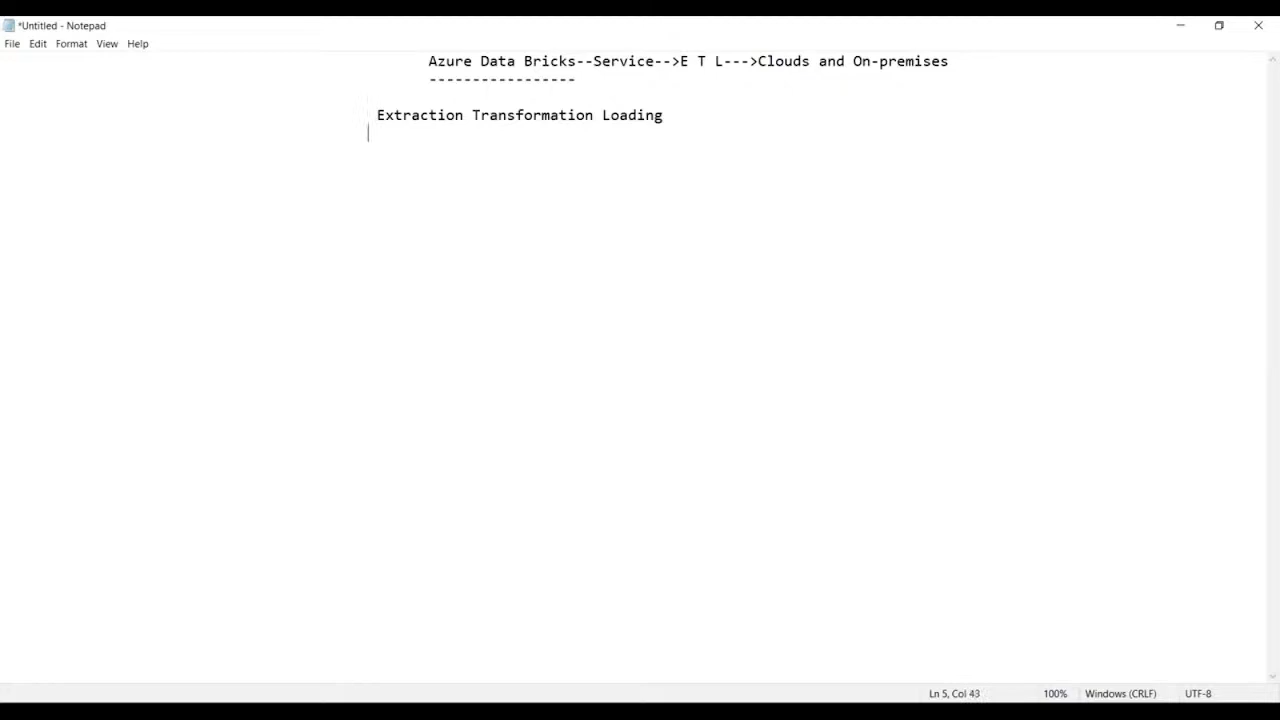 *Untitled - Notepad
File Edit Format View Help
Azure Data Bricks--Service-->E T L--->Clouds and On-premises
-----------------
Extraction Transformation Loading
Ln 5, Col 43 100% Windows (CRLF) UTF-8